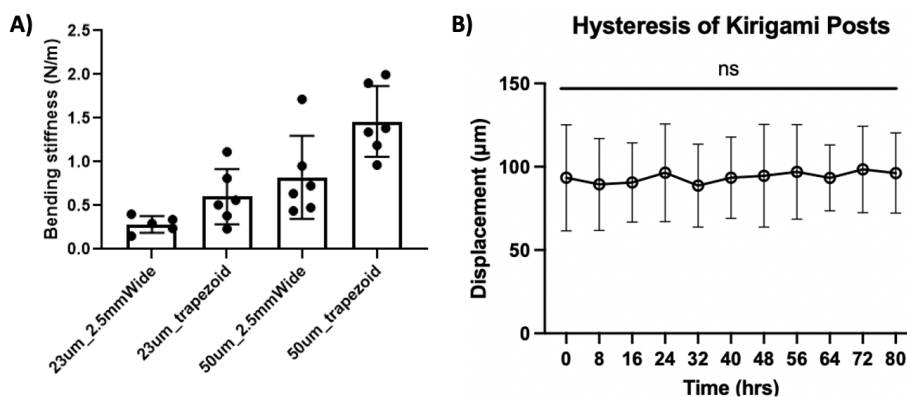 A)
Bending stiffness (N/m)
2.5
2.0
1.5
1.0
0.5
0.0
23um_2.5mmWide
23um_trapezoid
50um_2.5mmWide
50um_trapezoid
B)
Hysteresis of Kirigami Posts
ns
Displacement (µm)
150
100
50
0
0 8 16 24 32 40 48 56 64 72 80
Time (hrs)